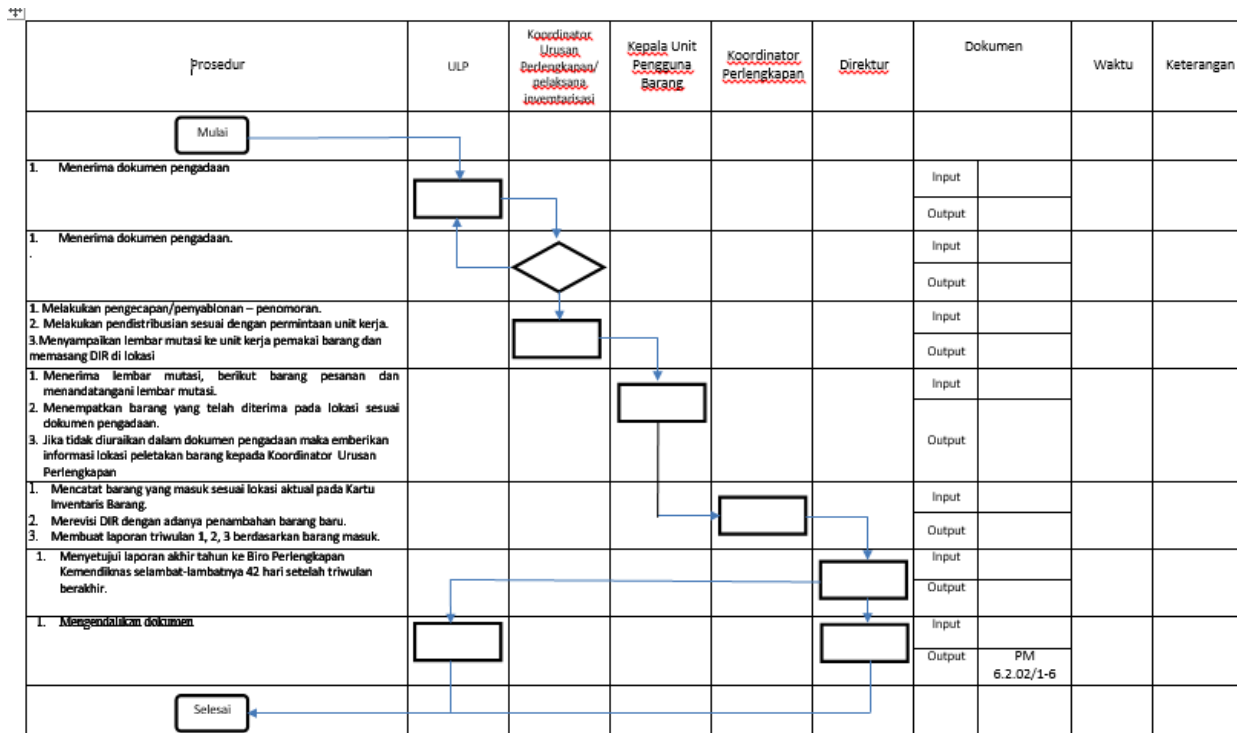 Prosedur
ULP
Koordinator
Urusan
Perlengkapan/
pelaksana
invemtarisasi
Kepala Unit
Pengguna
Barang
Koordinator
Perlengkapan
Direktur
Dokumen
Waktu
Keterangan
Mulai
1. Menerima dokumen pengadaan
Input
Output
1. Menerima dokumen pengadaan.
.
Input
Output
1. Melakukan pengecapan/penyablonan – penomoran.
2. Melakukan pendistribusian sesuai dengan permintaan unit kerja.
3.Menyampaikan lembar mutasi ke unit kerja pemakai barang dan
memasang DIR di lokasi
Input
Output
1. Menerima lembar mutasi, berikut barang pesanan dan
menandatangani lembar mutasi.
2. Menempatkan barang yang telah diterima pada lokasi sesuai
dokumen pengadaan.
3. Jika tidak diuraikan dalam dokumen pengadaan maka emberikan
informasi lokasi peletakan barang kepada Koordinator Urusan
Perlengkapan
Input
Output
1. Mencatat barang yang masuk sesuai lokasi aktual pada Kartu
Inventaris Barang.
2. Merevisi DIR dengan adanya penambahan barang baru.
3. Membuat laporan triwulan 1, 2, 3 berdasarkan barang masuk.
Input
Output
1. Menyetujui laporan akhir tahun ke Biro Perlengkapan
Kemendiknas selambat-lambatnya 42 hari setelah triwulan
berakhir.
Input
Output
1. Mengendalikan dokumen
Input
Output
PM
6.2.02/1-6
Selesai